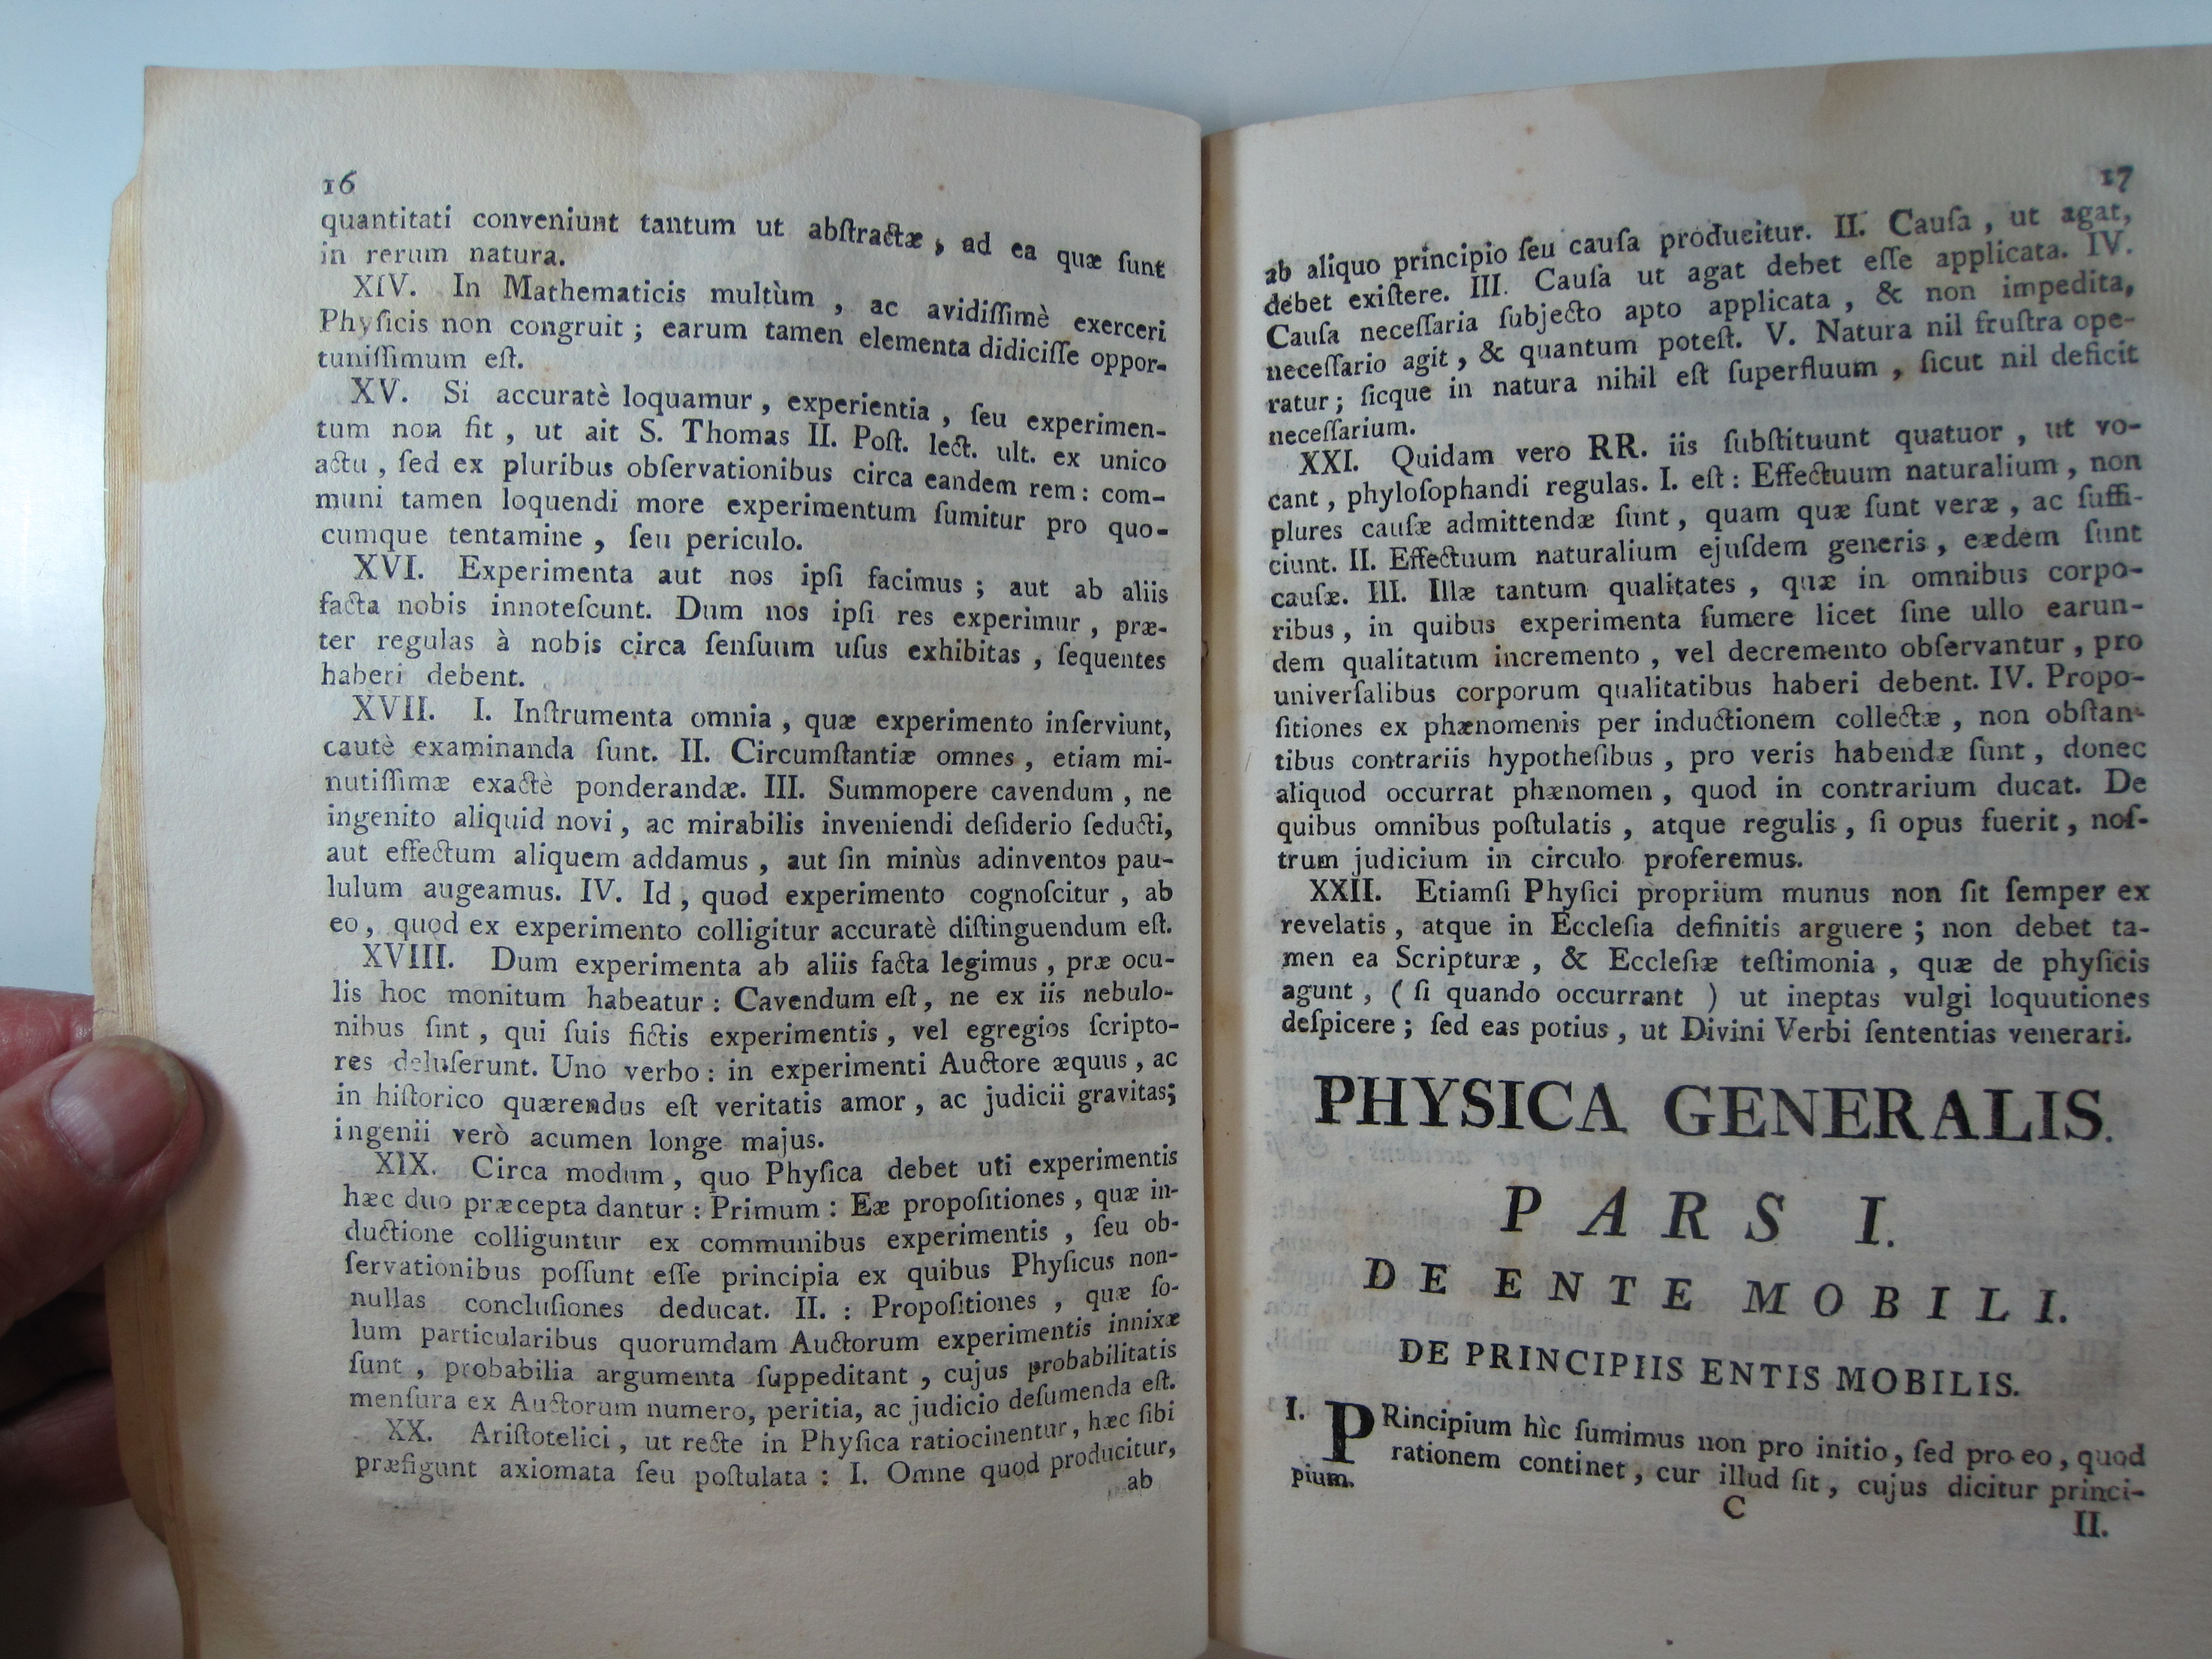 16
quantitati conveniunt tantum ut abſtractæ, ad ea quæ ſunt
in rerum natura.
XIV. In Mathematicis multùm, ac avidiſſimè exerceri
Phyſicis non congruit; earum tamen elementa didiciſſe oppor-
tuniſſimum eſt.
XV. Si accuratè loquamur, experientia, ſeu experimen-
tum non fit, ut ait S. Thomas II. Poſt. lect. ult. ex unico
actu, ſed ex pluribus obſervationibus circa eandem rem: com-
muni tamen loquendi more experimentum ſumitur pro quo-
cumque tentamine, ſeu periculo.
XVI. Experimenta aut nos ipſi facimus; aut ab aliis
facta nobis innoteſcunt. Dum nos ipſi res experimur, præ-
ter regulas à nobis circa ſenſuum uſus exhibitas, ſequentes
haberi debent.
XVII. I. Inſtrumenta omnia, quæ experimento inſerviunt,
cautè examinanda ſunt. II. Circumſtantiæ omnes, etiam mi-
nutiſſimæ exactè ponderandæ. III. Summopere cavendum, ne
ingenito aliquid novi, ac mirabilis inveniendi deſiderio ſeducti,
aut effectum aliquem addamus, aut ſin minùs adinventos pau-
lulum augeamus. IV. Id, quod experimento cognoſcitur, ab
eo, quod ex experimento colligitur accuratè diſtinguendum eſt.
XVIII. Dum experimenta ab aliis facta legimus, præ ocu-
lis hoc monitum habeatur: Cavendum eſt, ne ex iis nebulo-
nibus ſint, qui ſuis fictis experimentis, vel egregios ſcripto-
res deluſerunt. Uno verbo: in experimenti Auctore æquus, ac
in hiſtorico quærendus eſt veritatis amor, ac judicii gravitas;
ingenii verò acumen longe majus.
XIX. Circa modum, quo Phyſica debet uti experimentis
hæc duo præcepta dantur: Primum: Eæ propoſitiones, quæ in-
ductione colliguntur ex communibus experimentis, ſeu ob-
ſervationibus poſſunt eſſe principia ex quibus Phyſicus non-
nullas concluſiones deducat. II.: Propoſitiones, quæ ſo-
lum particularibus quorumdam Auctorum experimentis innixæ
ſunt, probabilia argumenta ſuppeditant, cujus probabilitatis
menſura ex Auctorum numero, peritia, ac judicio deſumenda eſt.
XX. Ariſtotelici, ut recte in Phyſica ratiocinentur, hæc ſibi
præfigunt axiomata ſeu poſtulata: I. Omne quod producitur,
ab
17
ab aliquo principio ſeu cauſa producitur. II. Cauſa, ut agat,
debet exiſtere. III. Cauſa ut agat debet eſſe applicata. IV.
Cauſa neceſſaria ſubjecto apto applicata, & non impedita,
neceſſario agit, & quantum poteſt. V. Natura nil fruſtra ope-
ratur; ſicque in natura nihil eſt ſuperfluum, ſicut nil deficit
neceſſarium.
XXI. Quidam vero RR. iis ſubſtituunt quatuor, ut vo-
cant, phyloſophandi regulas. I. eſt: Effectuum naturalium, non
plures cauſæ admittendæ ſunt, quam quæ ſunt veræ, ac ſuffi-
ciunt. II. Effectuum naturalium ejuſdem generis, eædem ſunt
cauſæ. III. Illæ tantum qualitates, quæ in omnibus corpo-
ribus, in quibus experimenta ſumere licet ſine ullo earun-
dem qualitatum incremento, vel decremento obſervantur, pro
univerſalibus corporum qualitatibus haberi debent. IV. Propo-
ſitiones ex phænomenis per inductionem collectæ, non obſtan-
tibus contrariis hypotheſibus, pro veris habendæ ſunt, donec
aliquod occurrat phænomen, quod in contrarium ducat. De
quibus omnibus poſtulatis, atque regulis, ſi opus fuerit, noſ-
trum judicium in circulo proferemus.
XXII. Etiamſi Phyſici proprium munus non ſit ſemper ex
revelatis, atque in Eccleſia definitis arguere; non debet ta-
men ea Scripturæ, & Eccleſiæ teſtimonia, quæ de phyſicis
agunt, (ſi quando occurrant) ut ineptas vulgi loquutiones
deſpicere; ſed eas potius, ut Divini Verbi ſententias venerari.
PHYSICA GENERALIS.
PARS I.
DE ENTE MOBILI.
DE PRINCIPIIS ENTIS MOBILIS.
I. PRincipium hìc ſumimus non pro initio, ſed pro eo, quod
rationem continet, cur illud ſit, cujus dicitur princi-
pium.
C
II.